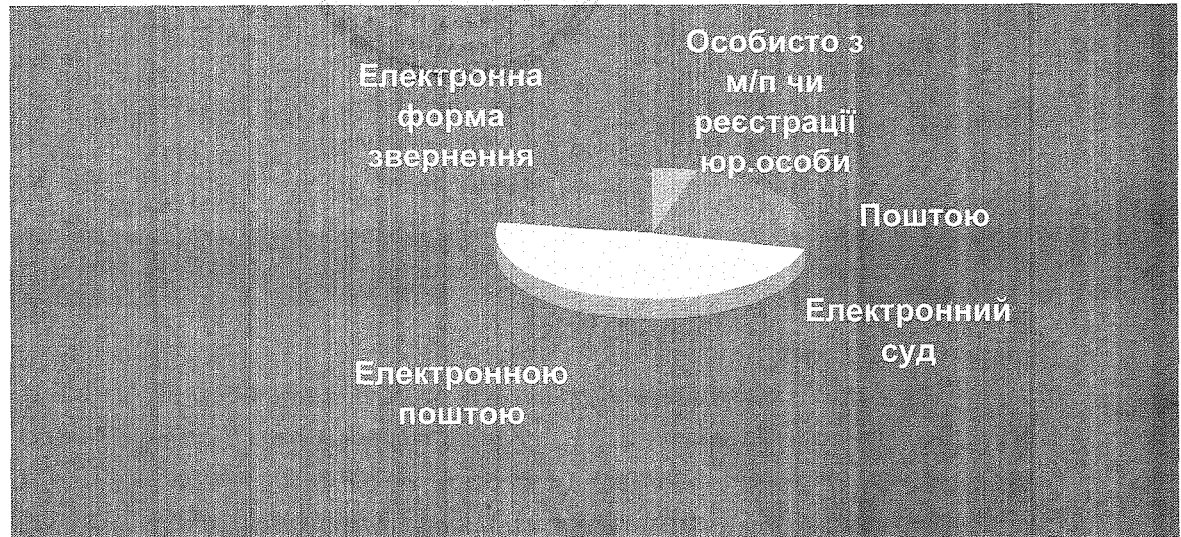 Електронна
форма
звернення
Особисто з
м/п чи
реєстрації
юр.особи
Поштою
Електронний
суд
Електронною
поштою